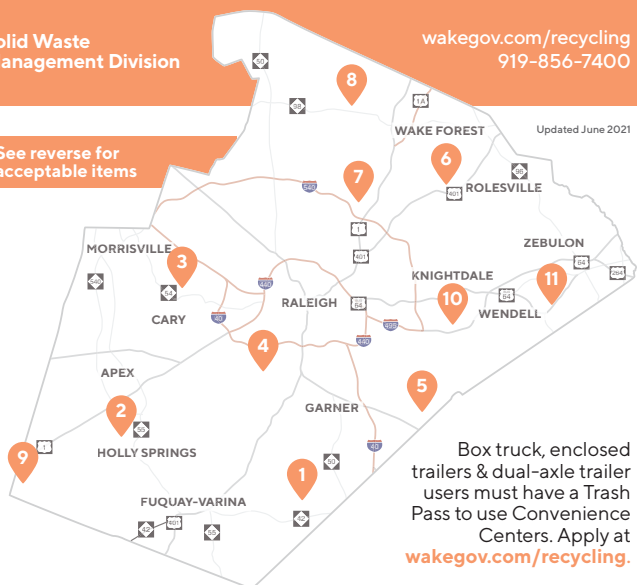 olid Waste
anagement Division
wakegov.com/recycling
919-856-7400
Updated June 2021
See reverse for
acceptable items
50
8
98
1A
WAKE FOREST
6
7
540
401
ROLESVILLE
96
1
401
ZEBULON
64
264
MORRISVILLE
3
540
54
440
KNIGHTDALE
11
RALEIGH
64
10
64
WENDELL
CARY
40
495
440
4
APEX
5
2
GARNER
55
1
9
HOLLY SPRINGS
40
50
1
FUQUAY-VARINA
42
42
401
55
Box truck, enclosed
trailers & dual-axle trailer
users must have a Trash
Pass to use Convenience
Centers. Apply at
wakegov.com/recycling.